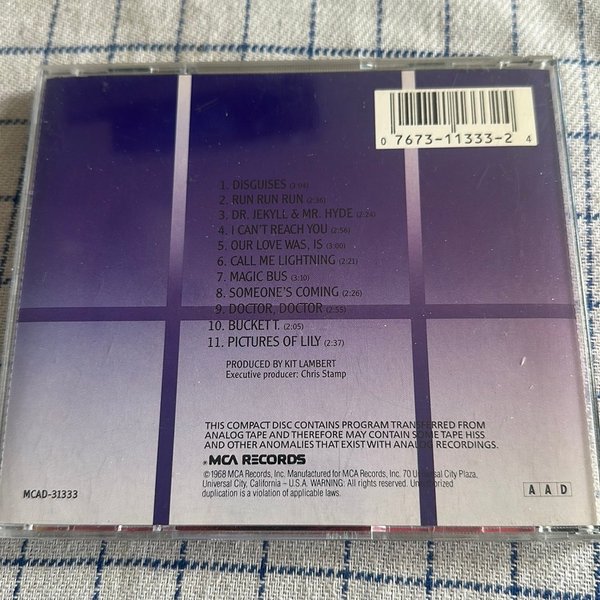 0 7673-11333-2 4
1. DISGUISES (3:04)
2. RUN RUN RUN (2:36)
3. DR. JEKYLL & MR. HYDE (2:24)
4. I CAN'T REACH YOU (2:56)
5. OUR LOVE WAS, IS (3:00)
6. CALL ME LIGHTNING (2:21)
7. MAGIC BUS (3:10)
8. SOMEONE'S COMING (2:26)
9. DOCTOR, DOCTOR (2:55)
10. BUCKET T. (2:05)
11. PICTURES OF LILY (2:37)
PRODUCED BY KIT LAMBERT
Executive producer: Chris Stamp
THIS COMPACT DISC CONTAINS PROGRAM TRANSFERRED FROM
ANALOG TAPE AND THEREFORE MAY CONTAIN SOME TAPE HISS
AND OTHER ANOMALIES THAT EXIST WITH ANALOG RECORDINGS.
MCA RECORDS
©1968 MCA Records, Inc. Manufactured for MCA Records, Inc. 70 Universal City Plaza,
Universal City, California – U.S.A. WARNING: All rights reserved. Unauthorized
duplication is a violation of applicable laws.
MCAD-31333
A A D